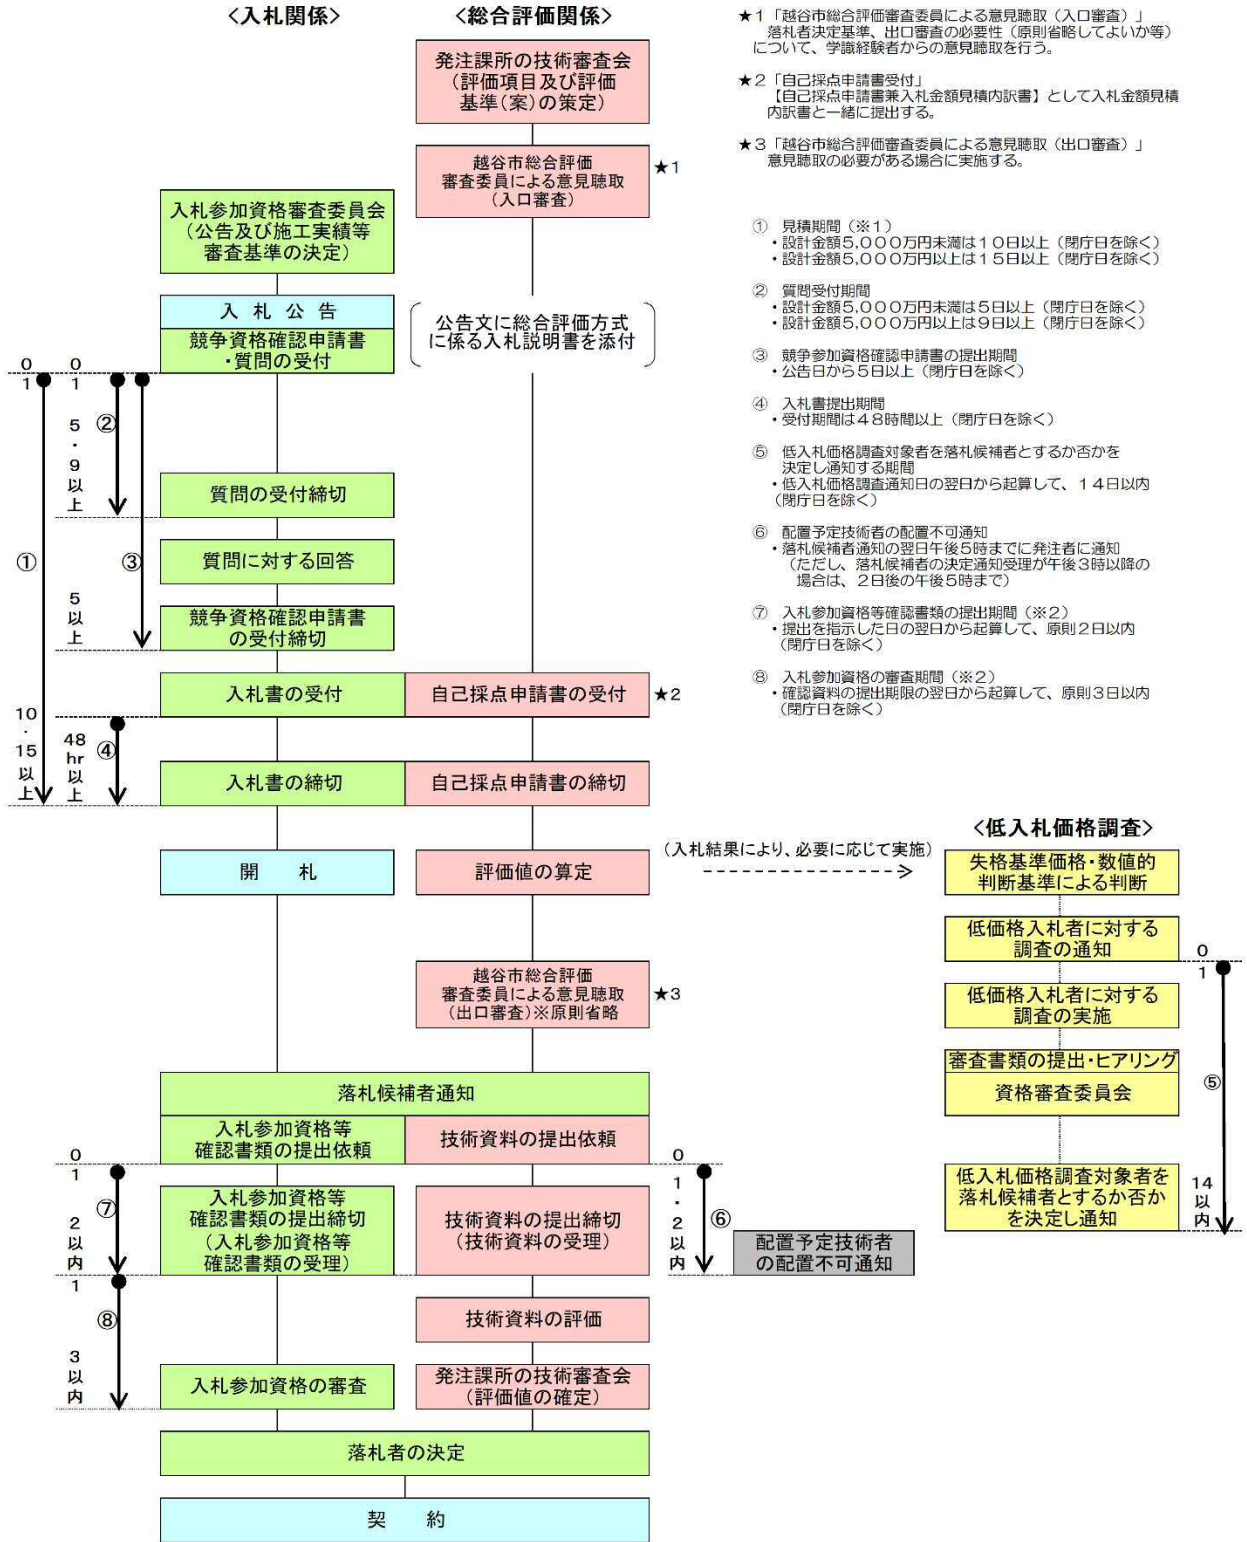 <入札関係>
<総合評価関係>
発注課所の技術審査会
(評価項目及び評価
基準(案)の策定)
越谷市総合評価
審査委員による意見聴取
(入口審査)
★1
入札参加資格審査委員会
(公告及び施工実績等
審査基準の決定)
入 札 公 告
競争資格確認申請書
・質問の受付
公告文に総合評価方式
に係る入札説明書を添付
0
1
0
1
5・9以上
②
質問の受付締切
①
③
質問に対する回答
5以上
競争資格確認申請書
の受付締切
入札書の受付
自己採点申請書の受付
★2
10・15以上
48hr以上
④
入札書の締切
自己採点申請書の締切
開 札
評価値の算定
(入札結果により、必要に応じて実施)
越谷市総合評価
審査委員による意見聴取
(出口審査)※原則省略
★3
落札候補者通知
入札参加資格等
確認書類の提出依頼
技術資料の提出依頼
0
1
2以内
⑦
入札参加資格等
確認書類の提出締切
(入札参加資格等
確認書類の受理)
技術資料の提出締切
(技術資料の受理)
0
1・2以内
⑥
配置予定技術者
の配置不可通知
1
3以内
⑧
技術資料の評価
入札参加資格の審査
発注課所の技術審査会
(評価値の確定)
落札者の決定
契 約
★1「越谷市総合評価審査委員による意見聴取(入口審査)」
落札者決定基準、出口審査の必要性(原則省略してよいか等)
について、学識経験者からの意見聴取を行う。
★2「自己採点申請書受付」
【自己採点申請書兼入札金額見積内訳書】として入札金額見積
内訳書と一緒に提出する。
★3「越谷市総合評価審査委員による意見聴取(出口審査)」
意見聴取の必要がある場合に実施する。
① 見積期間(※1)
・設計金額5,000万円未満は10日以上(閉庁日を除く)
・設計金額5,000万円以上は15日以上(閉庁日を除く)
② 質問受付期間
・設計金額5,000万円未満は5日以上(閉庁日を除く)
・設計金額5,000万円以上は9日以上(閉庁日を除く)
③ 競争参加資格確認申請書の提出期間
・公告日から5日以上(閉庁日を除く)
④ 入札書提出期間
・受付期間は48時間以上(閉庁日を除く)
⑤ 低入札価格調査対象者を落札候補者とするか否かを
決定し通知する期間
・低入札価格調査通知日の翌日から起算して、14日以内
(閉庁日を除く)
⑥ 配置予定技術者の配置不可通知
・落札候補者通知の翌日午後5時までに発注者に通知
(ただし、落札候補者の決定通知受理が午後3時以降の
場合は、2日後の午後5時まで)
⑦ 入札参加資格等確認書類の提出期間(※2)
・提出を指示した日の翌日から起算して、原則2日以内
(閉庁日を除く)
⑧ 入札参加資格の審査期間(※2)
・確認資料の提出期限の翌日から起算して、原則3日以内
(閉庁日を除く)
<低入札価格調査>
失格基準価格・数値的
判断基準による判断
低価格入札者に対する
調査の通知
0
1
低価格入札者に対する
調査の実施
審査書類の提出・ヒアリング
資格審査委員会
⑤
低入札価格調査対象者を
落札候補者とするか否か
を決定し通知
14以内